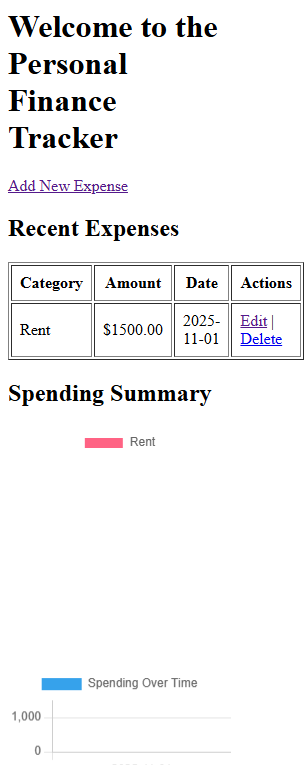 Welcome to the
Personal
Finance
Tracker
Add New Expense
Recent Expenses
Category Amount Date Actions
Rent $1500.00 2025-11-01 Edit | Delete
Spending Summary
Rent
Spending Over Time
1,000
0